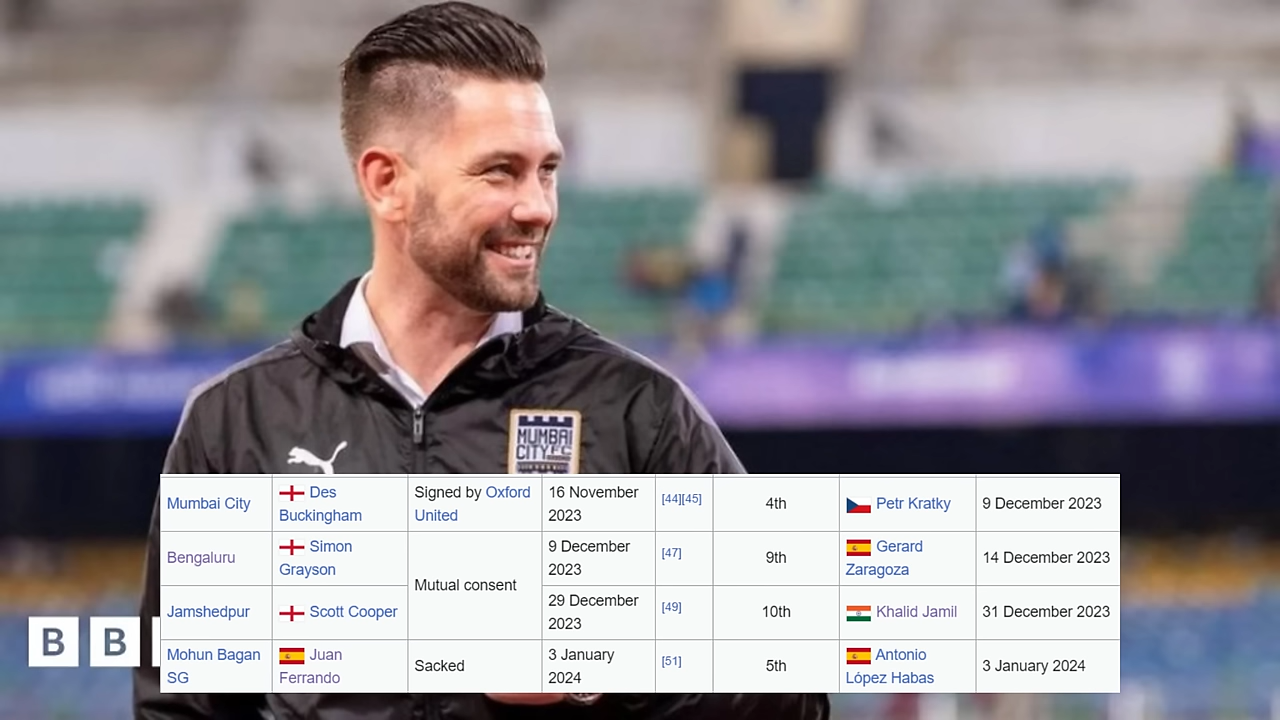 MUMBAI
CITY FC
Mumbai City
Des
Buckingham
Signed by Oxford
United
16 November
2023
[44][45]
4th
Petr Kratky
9 December 2023
Bengaluru
Simon
Grayson
Mutual consent
9 December
2023
[47]
9th
Gerard
Zaragoza
14 December 2023
Jamshedpur
Scott Cooper
29 December
2023
[49]
10th
Khalid Jamil
31 December 2023
Mohun Bagan
SG
Juan
Ferrando
Sacked
3 January
2024
[51]
5th
Antonio
López Habas
3 January 2024
B B